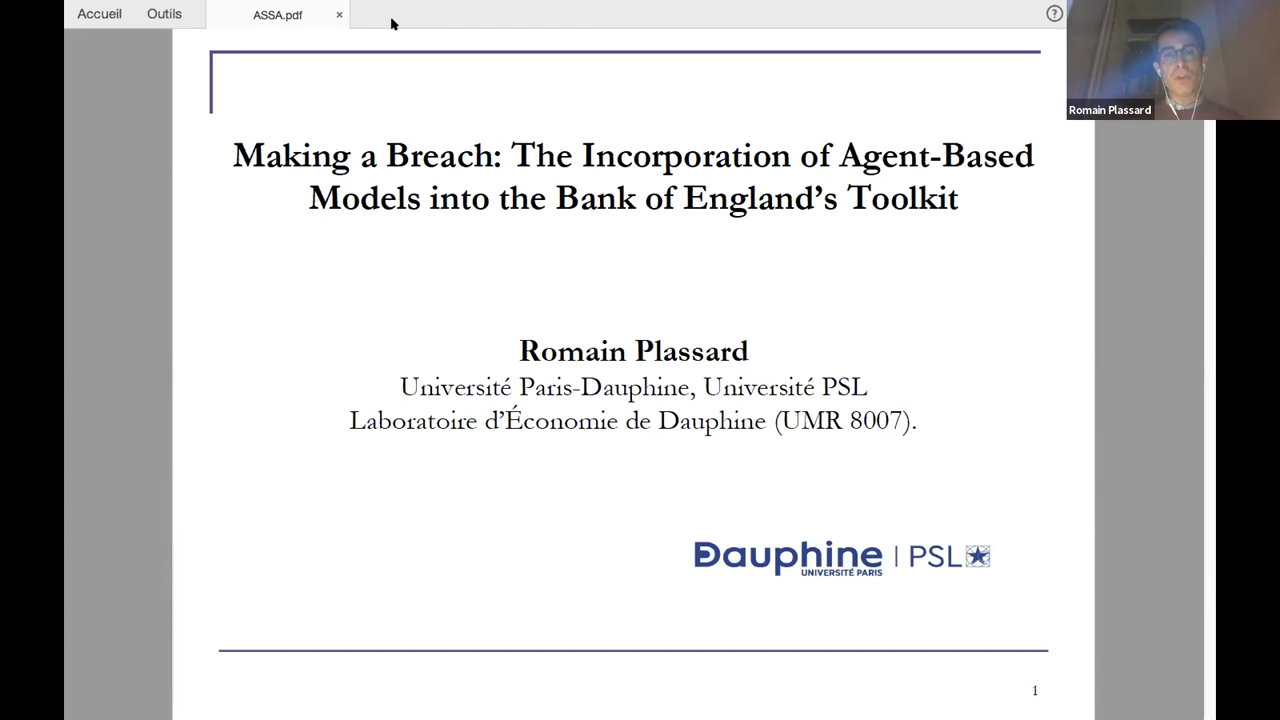 Accueil Outils ASSA.pdf × ?
Romain Plassard
Making a Breach: The Incorporation of Agent-Based
Models into the Bank of England’s Toolkit
Romain Plassard
Université Paris-Dauphine, Université PSL
Laboratoire d’Économie de Dauphine (UMR 8007).
Dauphine | PSL
UNIVERSITÉ PARIS
1